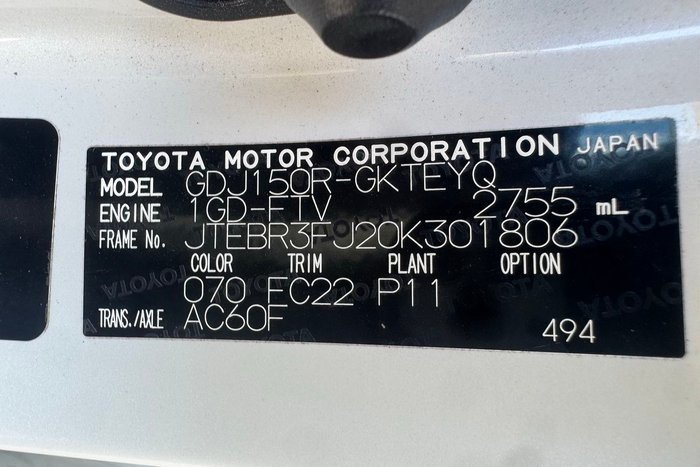 TOYOTA MOTOR CORPORATION JAPAN
MODEL GDJ150R-GKTEYQ
ENGINE 1GD-FTV 2755 mL
FRAME No. JTEBR3FJ20K301806
COLOR TRIM PLANT OPTION
070 FC22 P11
TRANS./AXLE AC60F
494